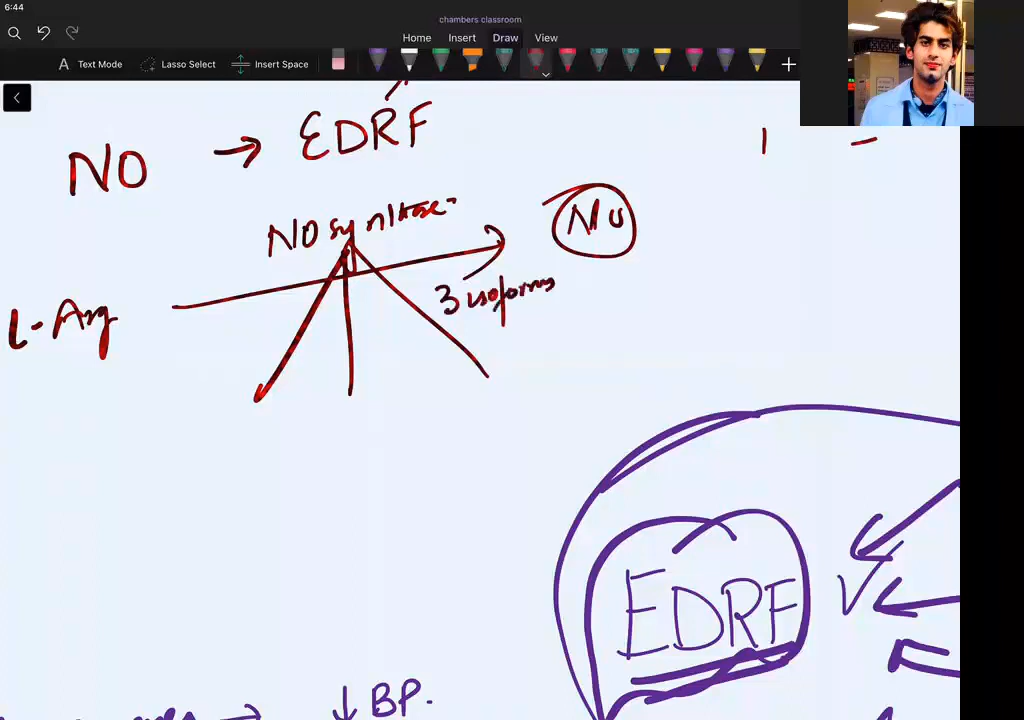 6:44
chambers classroom
Home Insert Draw View
Text Mode Lasso Select Insert Space
NO → EDRF
NO synthase
NO
3 isoforms
L-Arg
EDRF
↓ BP.